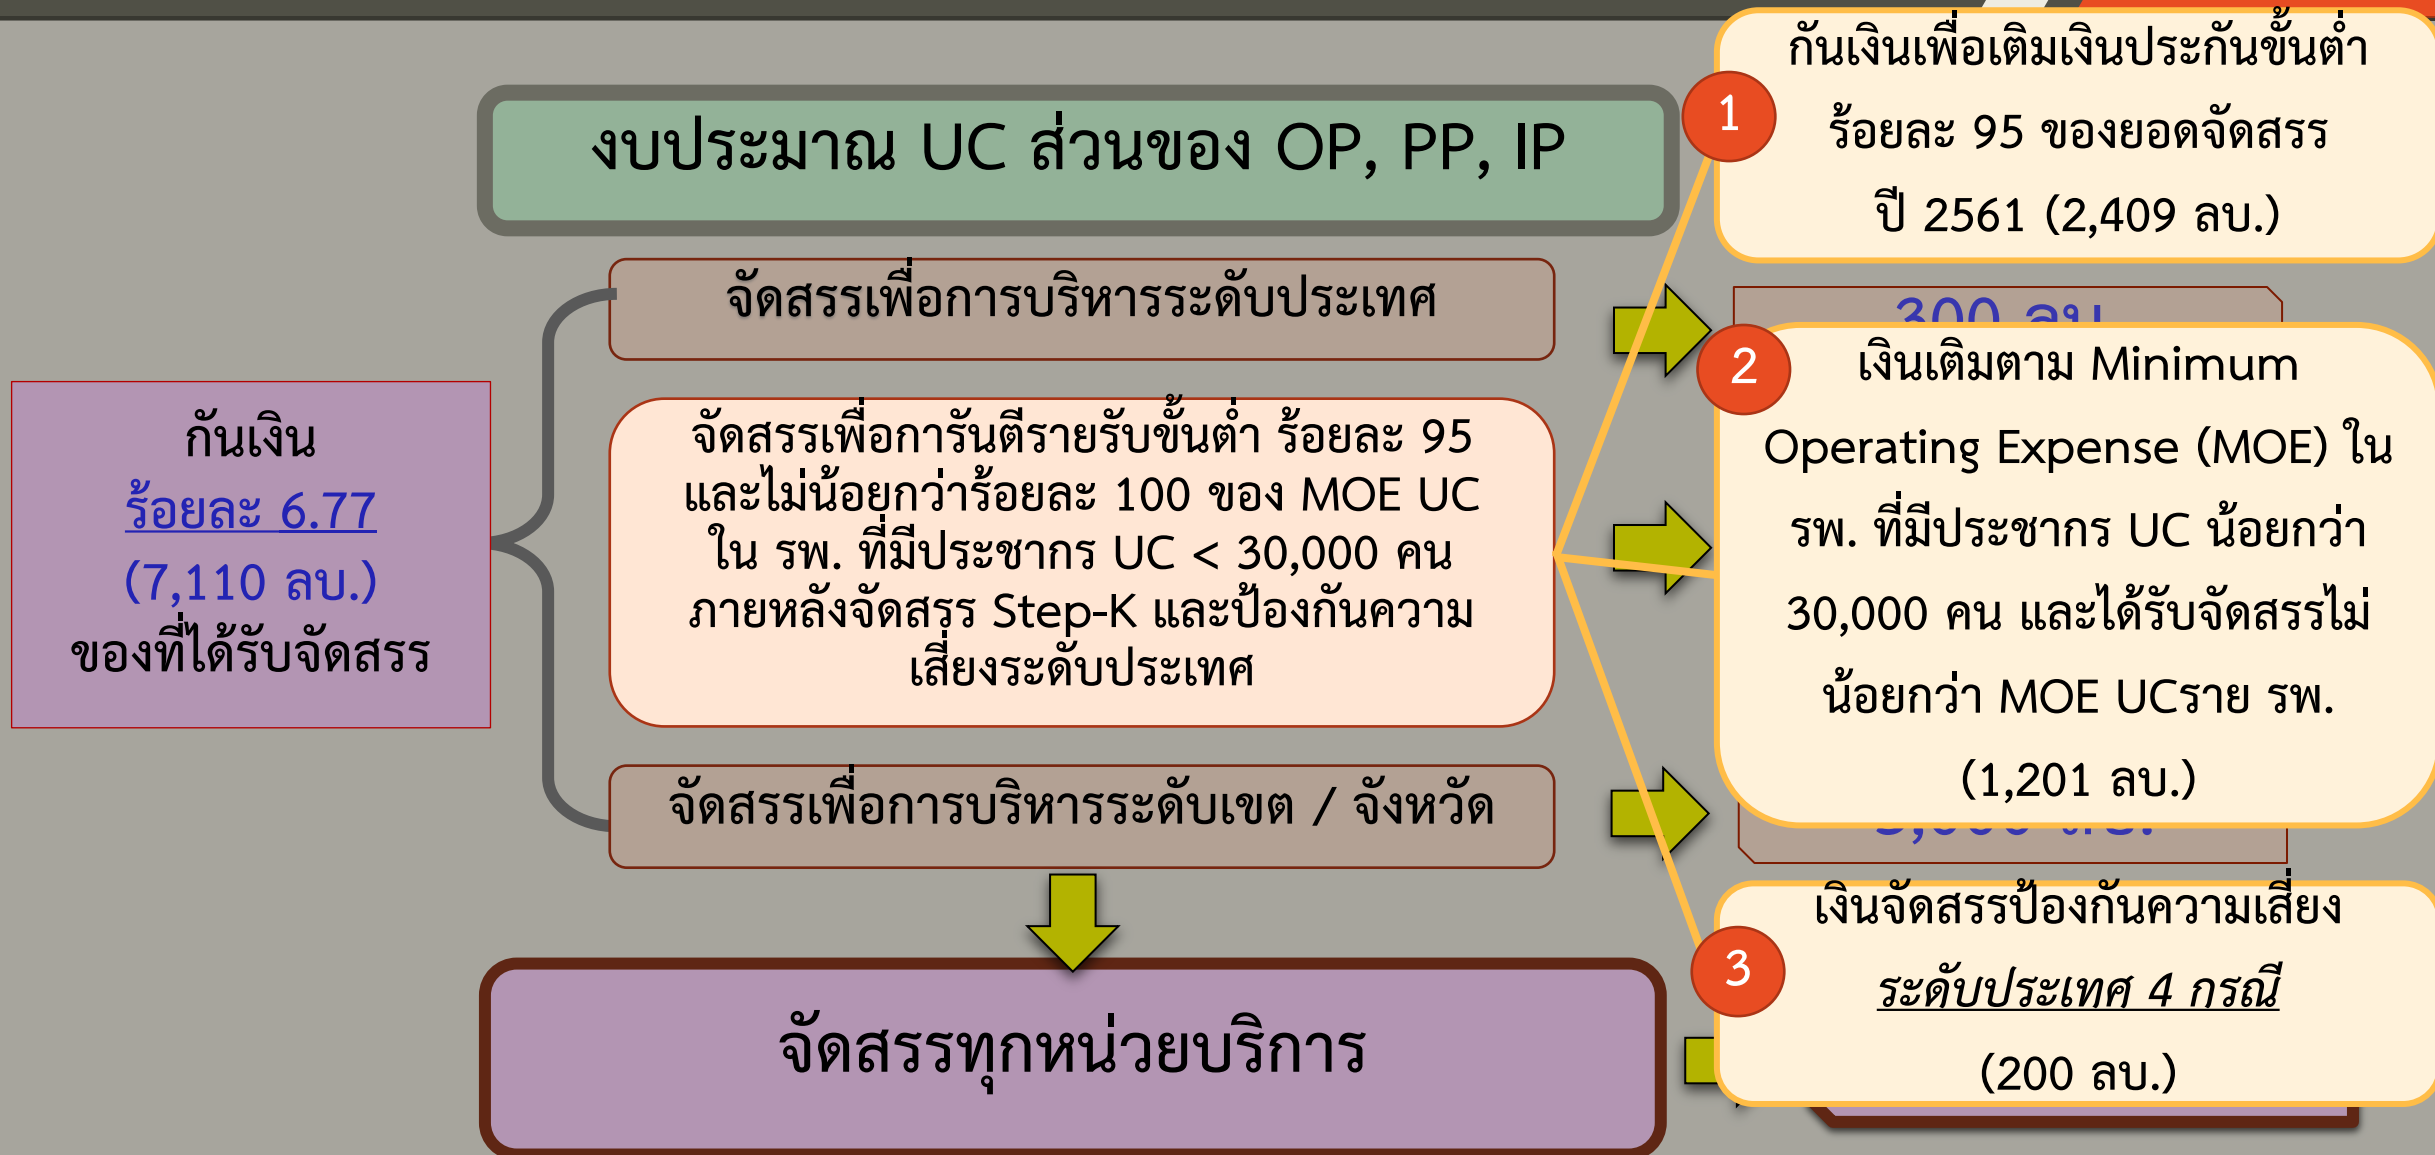 งบประมาณ UC ส่วนของ OP, PP, IP
กันเงิน
ร้อยละ 6.77
(7,110 ลบ.)
ของที่ได้รับจัดสรร
จัดสรรเพื่อการบริหารระดับประเทศ
จัดสรรเพื่อการันตีรายรับขั้นต่ำ ร้อยละ 95
และไม่น้อยกว่าร้อยละ 100 ของ MOE UC
ใน รพ. ที่มีประชากร UC < 30,000 คน
ภายหลังจัดสรร Step-K และป้องกันความ
เสี่ยงระดับประเทศ
จัดสรรเพื่อการบริหารระดับเขต / จังหวัด
จัดสรรทุกหน่วยบริการ
1
กันเงินเพื่อเติมเงินประกันขั้นต่ำ
ร้อยละ 95 ของยอดจัดสรร
ปี 2561 (2,409 ลบ.)
300 ลบ.
2
เงินเติมตาม Minimum
Operating Expense (MOE) ใน
รพ. ที่มีประชากร UC น้อยกว่า
30,000 คน และได้รับจัดสรรไม่
น้อยกว่า MOE UCราย รพ.
(1,201 ลบ.)
3
เงินจัดสรรป้องกันความเสี่ยง
ระดับประเทศ 4 กรณี
(200 ลบ.)